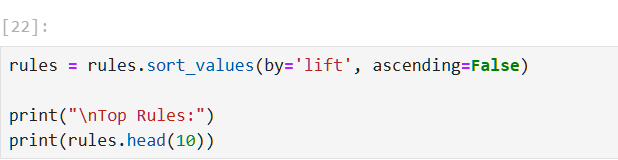 [22]:
rules = rules.sort_values(by='lift', ascending=False)
print("\nTop Rules:")
print(rules.head(10))